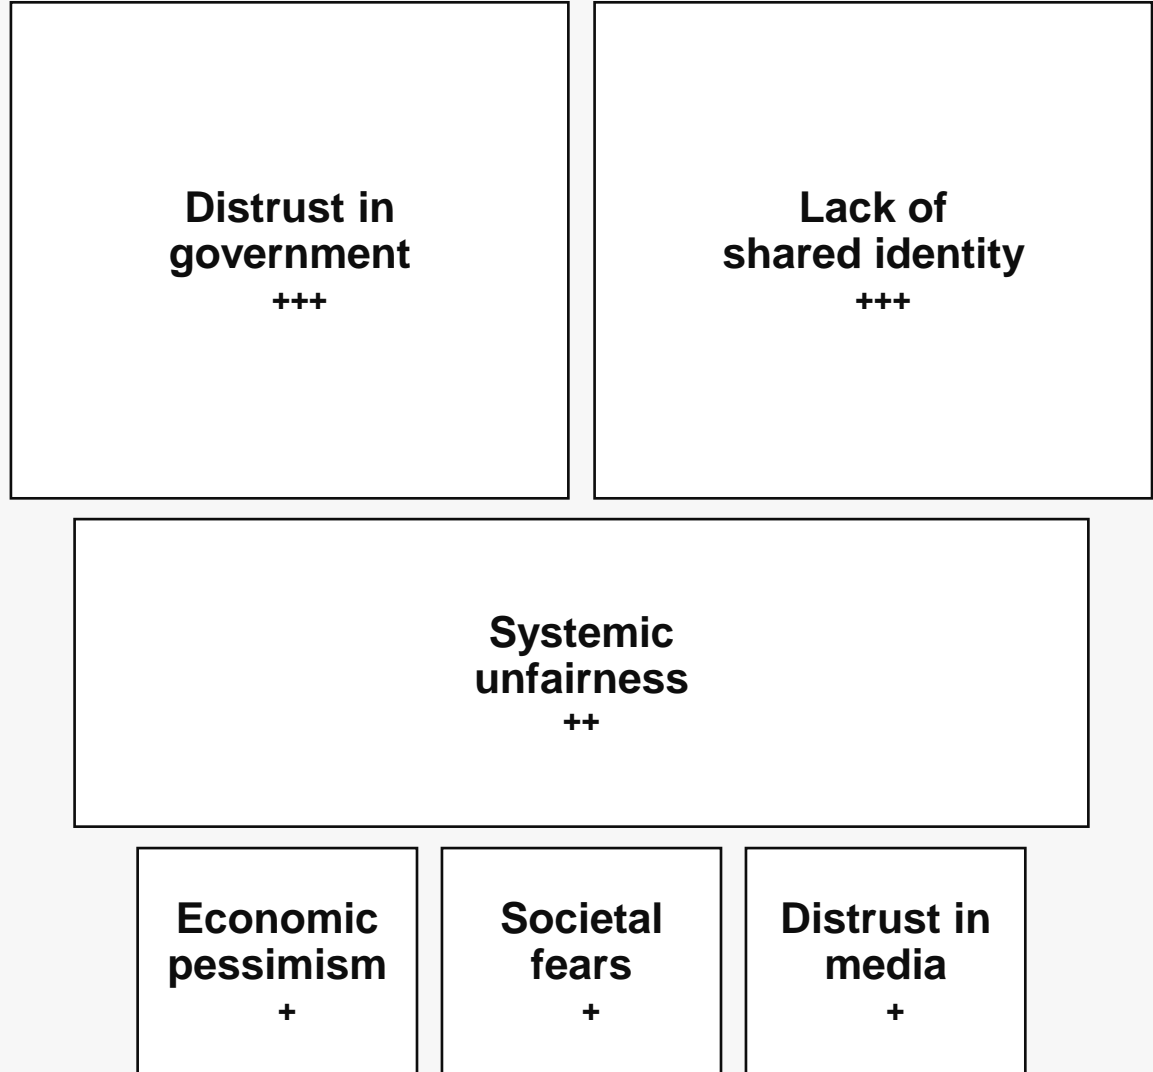 Distrust in
government
+++
Lack of
shared identity
+++
Systemic
unfairness
++
Economic
pessimism
+
Societal
fears
+
Distrust in
media
+